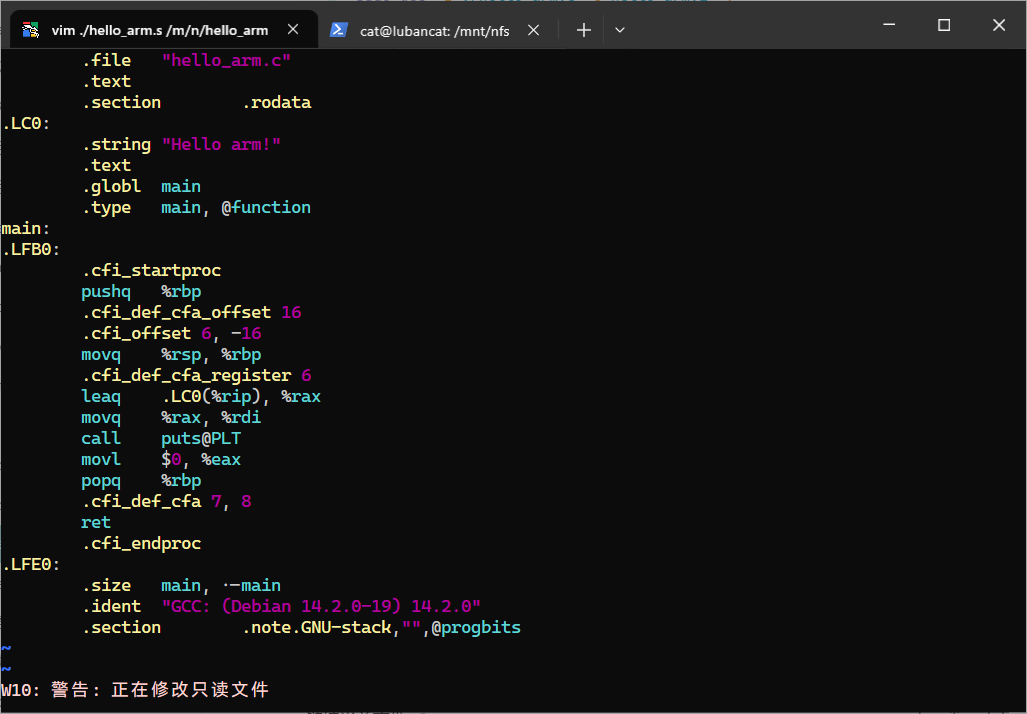 vim ./hello_arm.s /m/n/hello_arm
cat@lubancat: /mnt/nfs
.file "hello_arm.c"
.text
.section .rodata
.LC0:
.string "Hello arm!"
.text
.globl main
.type main, @function
main:
.LFB0:
.cfi_startproc
pushq %rbp
.cfi_def_cfa_offset 16
.cfi_offset 6, -16
movq %rsp, %rbp
.cfi_def_cfa_register 6
leaq .LC0(%rip), %rax
movq %rax, %rdi
call puts@PLT
movl $0, %eax
popq %rbp
.cfi_def_cfa 7, 8
ret
.cfi_endproc
.LFE0:
.size main, .-main
.ident "GCC: (Debian 14.2.0-19) 14.2.0"
.section .note.GNU-stack,"",@progbits
~
~
W10: 警告: 正在修改只读文件